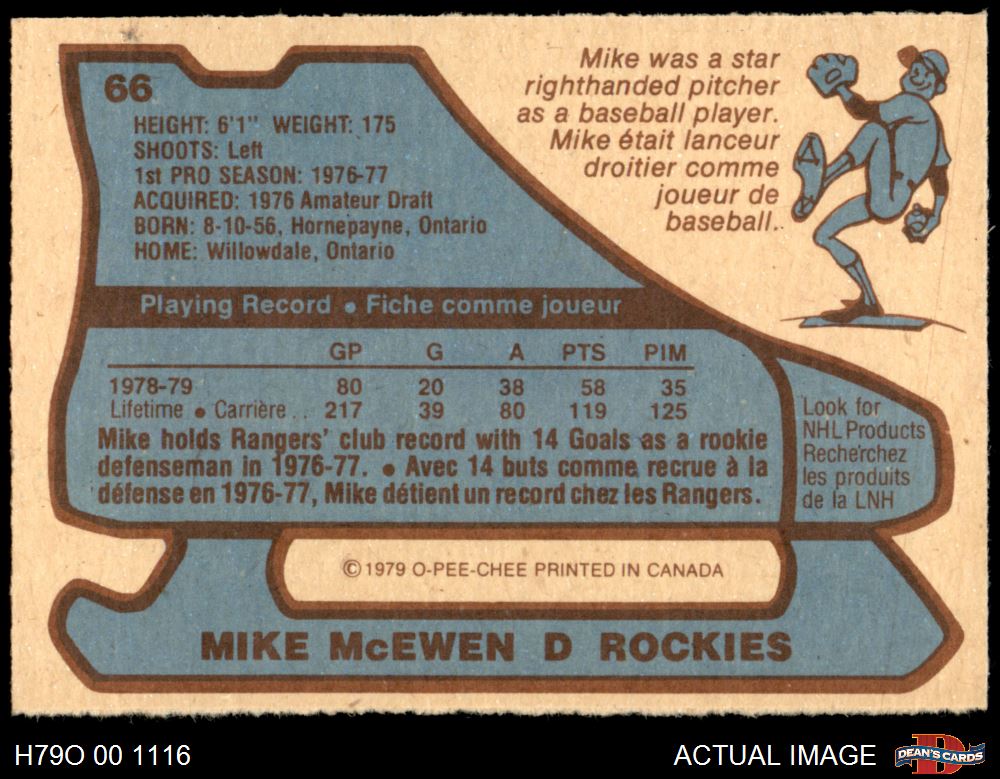 66
HEIGHT: 6'1" WEIGHT: 175
SHOOTS: Left
1st PRO SEASON: 1976-77
ACQUIRED: 1976 Amateur Draft
BORN: 8-10-56, Hornepayne, Ontario
HOME: Willowdale, Ontario
Mike was a star
righthanded pitcher
as a baseball player.
Mike était lanceur
droitier comme
joueur de
baseball.
Playing Record • Fiche comme joueur
GP G A PTS PIM
1978-79 80 20 38 58 35
Lifetime • Carrière .. 217 39 80 119 125
Mike holds Rangers' club record with 14 Goals as a rookie
defenseman in 1976-77. • Avec 14 buts comme recrue à la
défense en 1976-77, Mike détient un record chez les Rangers.
Look for
NHL Products
Recherchez
les produits
de la LNH
© 1979 O-PEE-CHEE PRINTED IN CANADA
MIKE McEWEN D ROCKIES
H79O 00 1116
ACTUAL IMAGE
D
DEAN'S CARDS